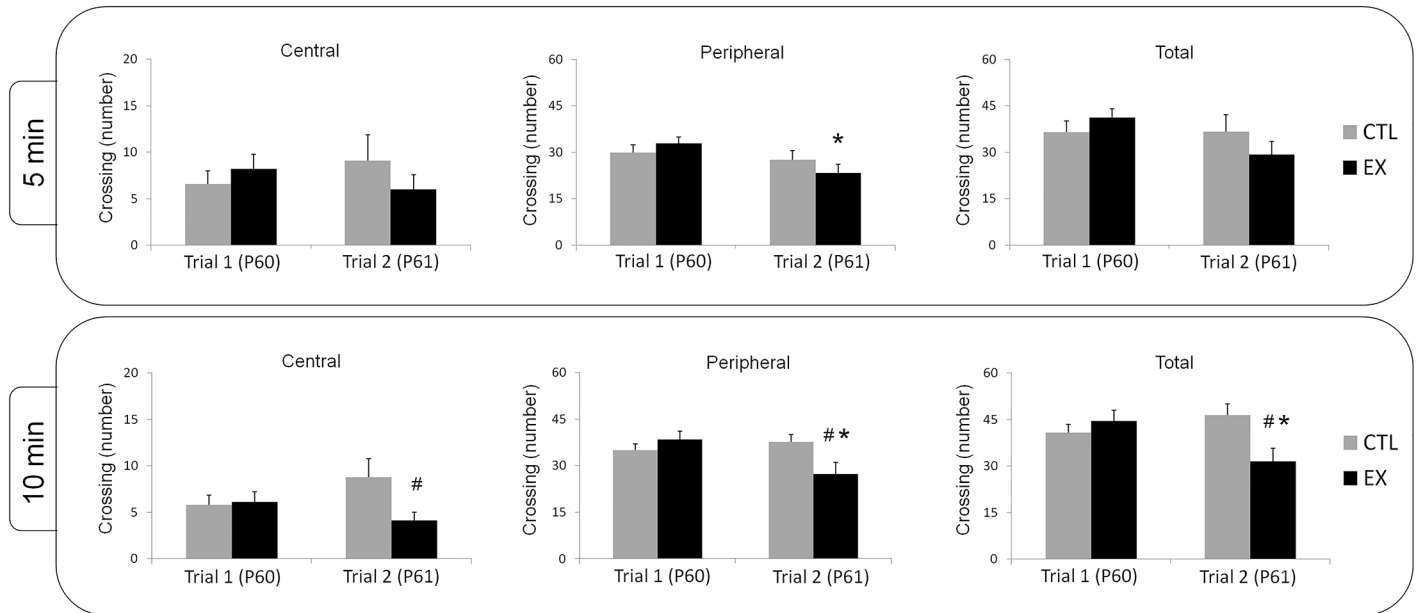 5 min
Central
Crossing (number)
20
15
10
5
0
Trial 1 (P60)
Trial 2 (P61)
Peripheral
Crossing (number)
60
45
30
15
0
*
Trial 1 (P60)
Trial 2 (P61)
Total
Crossing (number)
60
45
30
15
0
Trial 1 (P60)
Trial 2 (P61)
CTL
EX
10 min
Central
Crossing (number)
20
15
10
5
0
#
Trial 1 (P60)
Trial 2 (P61)
Peripheral
Crossing (number)
60
45
30
15
0
#*
Trial 1 (P60)
Trial 2 (P61)
Total
Crossing (number)
60
45
30
15
0
#*
Trial 1 (P60)
Trial 2 (P61)
CTL
EX